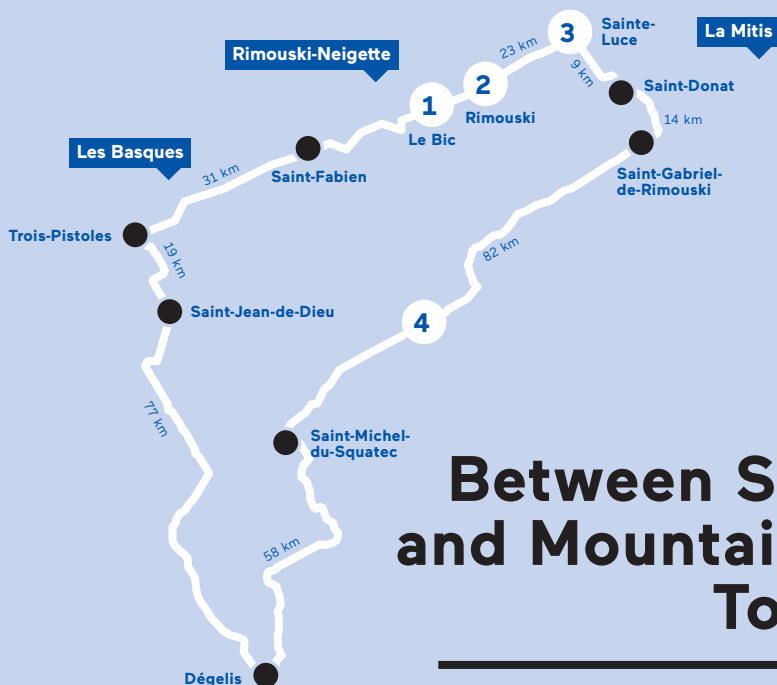 3
Sainte-
Luce
La Mitis
23 km
Rimouski-Neigette
9 km
2
Saint-Donat
1
Rimouski
14 km
Le Bic
Les Basques
31 km
Saint-Fabien
Saint-Gabriel-
de-Rimouski
Trois-Pistoles
19 km
82 km
Saint-Jean-de-Dieu
4
77 km
Saint-Michel-
du-Squatec
Between S
and Mountai
To
58 km
Dégelis